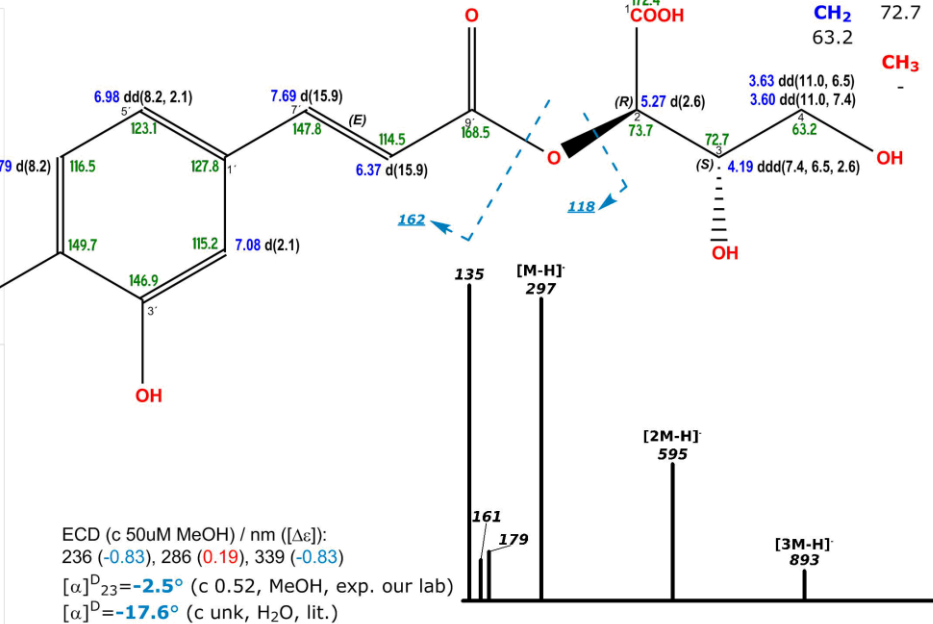 172.4
1 COOH
CH₂ 72.7
63.2
CH₃
-
O
6.98 dd(8.2, 2.1)
5´
123.1
7.69 d(15.9)
7´
147.8
(E)
114.5
6.37 d(15.9)
9´
168.5
O
(R) 5.27 d(2.6)
2
73.7
72.7
3
(S) 4.19 ddd(7.4, 6.5, 2.6)
3.63 dd(11.0, 6.5)
3.60 dd(11.0, 7.4)
4
63.2
OH
OH
79 d(8.2)
116.5
127.8
1´
162
118
149.7
115.2
7.08 d(2.1)
146.9
3´
OH
135
[M-H]⁻
297
[2M-H]⁻
595
161
179
[3M-H]⁻
893
ECD (c 50uM MeOH) / nm ([Δε]):
236 (-0.83), 286 (0.19), 339 (-0.83)
[α]ᴰ₂₃=-2.5° (c 0.52, MeOH, exp. our lab)
[α]ᴰ=-17.6° (c unk, H₂O, lit.)